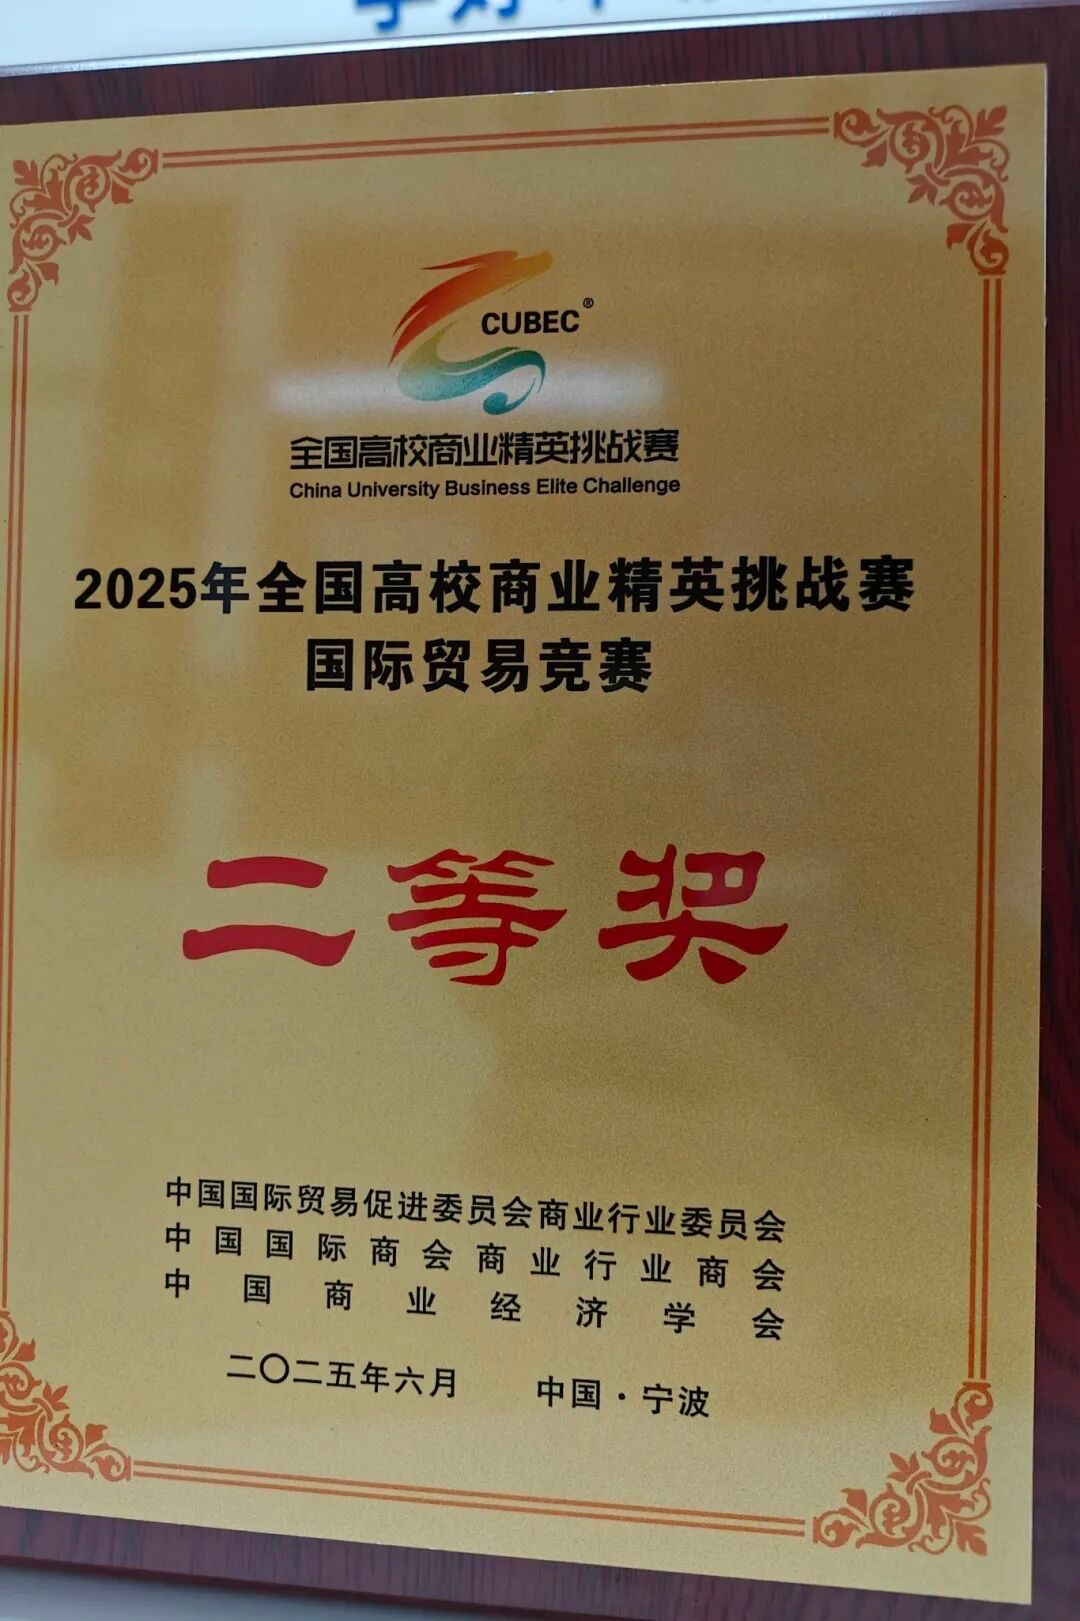 CUBEC®
全国高校商业精英挑战赛
China University Business Elite Challenge
2025年全国高校商业精英挑战赛
国际贸易竞赛
二等奖
中国国际贸易促进委员会商业行业委员会
中国国际商会商业行业商会
中国商业经济学会
二〇二五年六月 中国·宁波